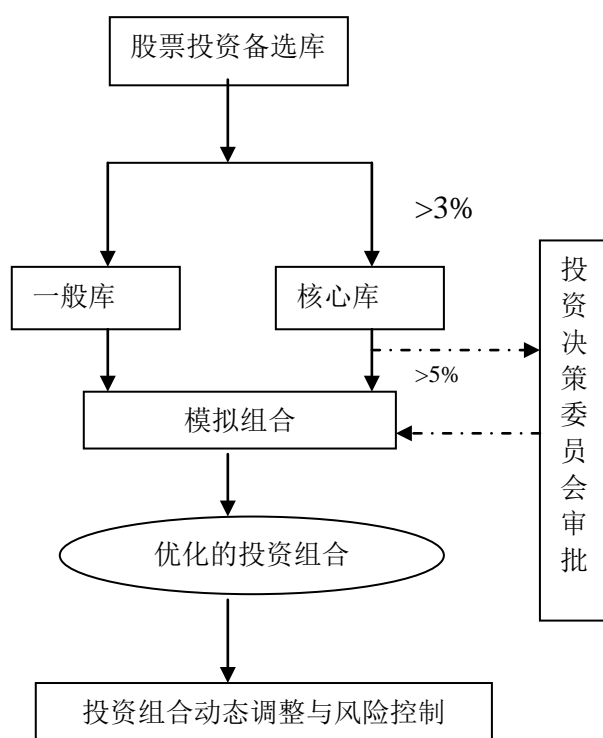 股票投资备选库
>3%
一般库
核心库
投资决策委员会审批
>5%
模拟组合
优化的投资组合
投资组合动态调整与风险控制